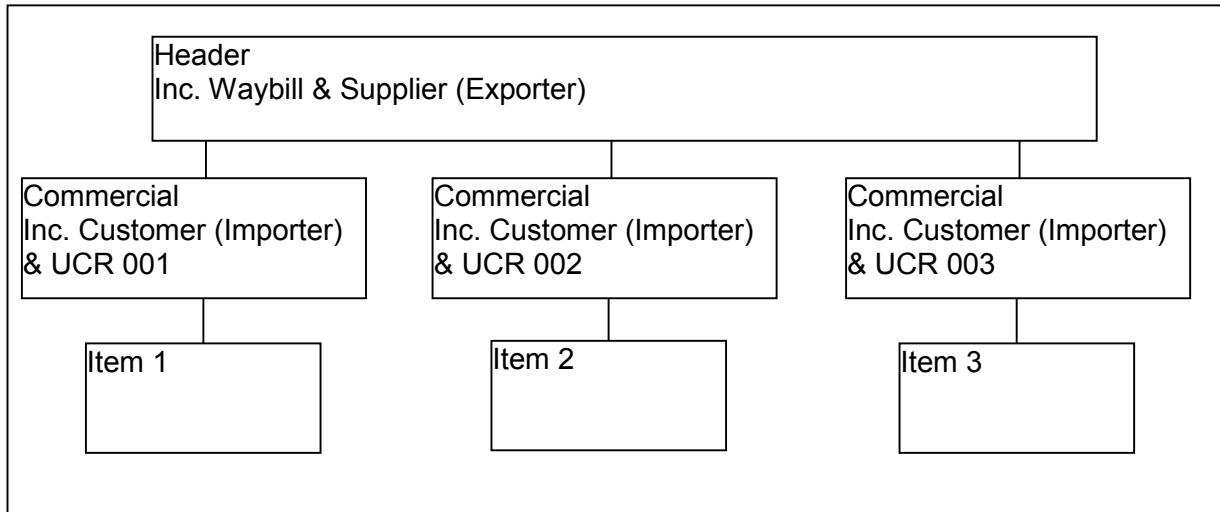 Header
Inc. Waybill & Supplier (Exporter)
Commercial
Inc. Customer (Importer)
& UCR 001
Commercial
Inc. Customer (Importer)
& UCR 002
Commercial
Inc. Customer (Importer)
& UCR 003
Item 1
Item 2
Item 3